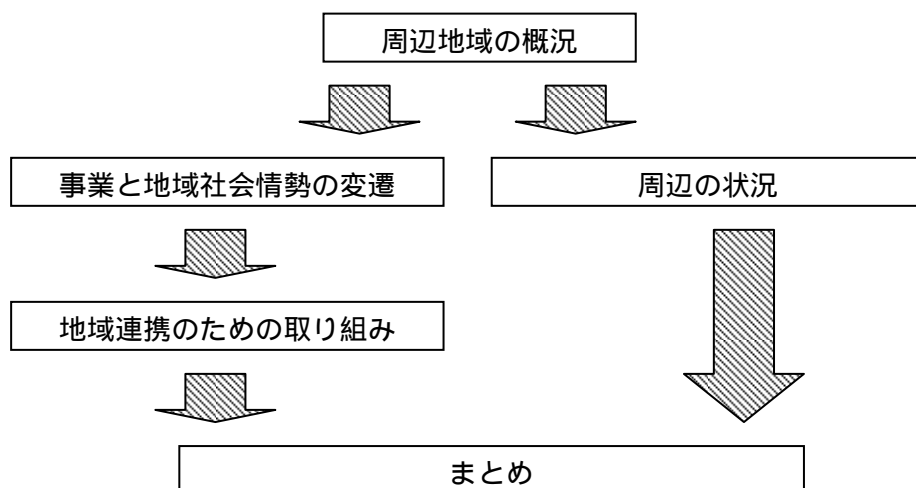 周辺地域の概況
事業と地域社会情勢の変遷
周辺の状況
地域連携のための取り組み
まとめ